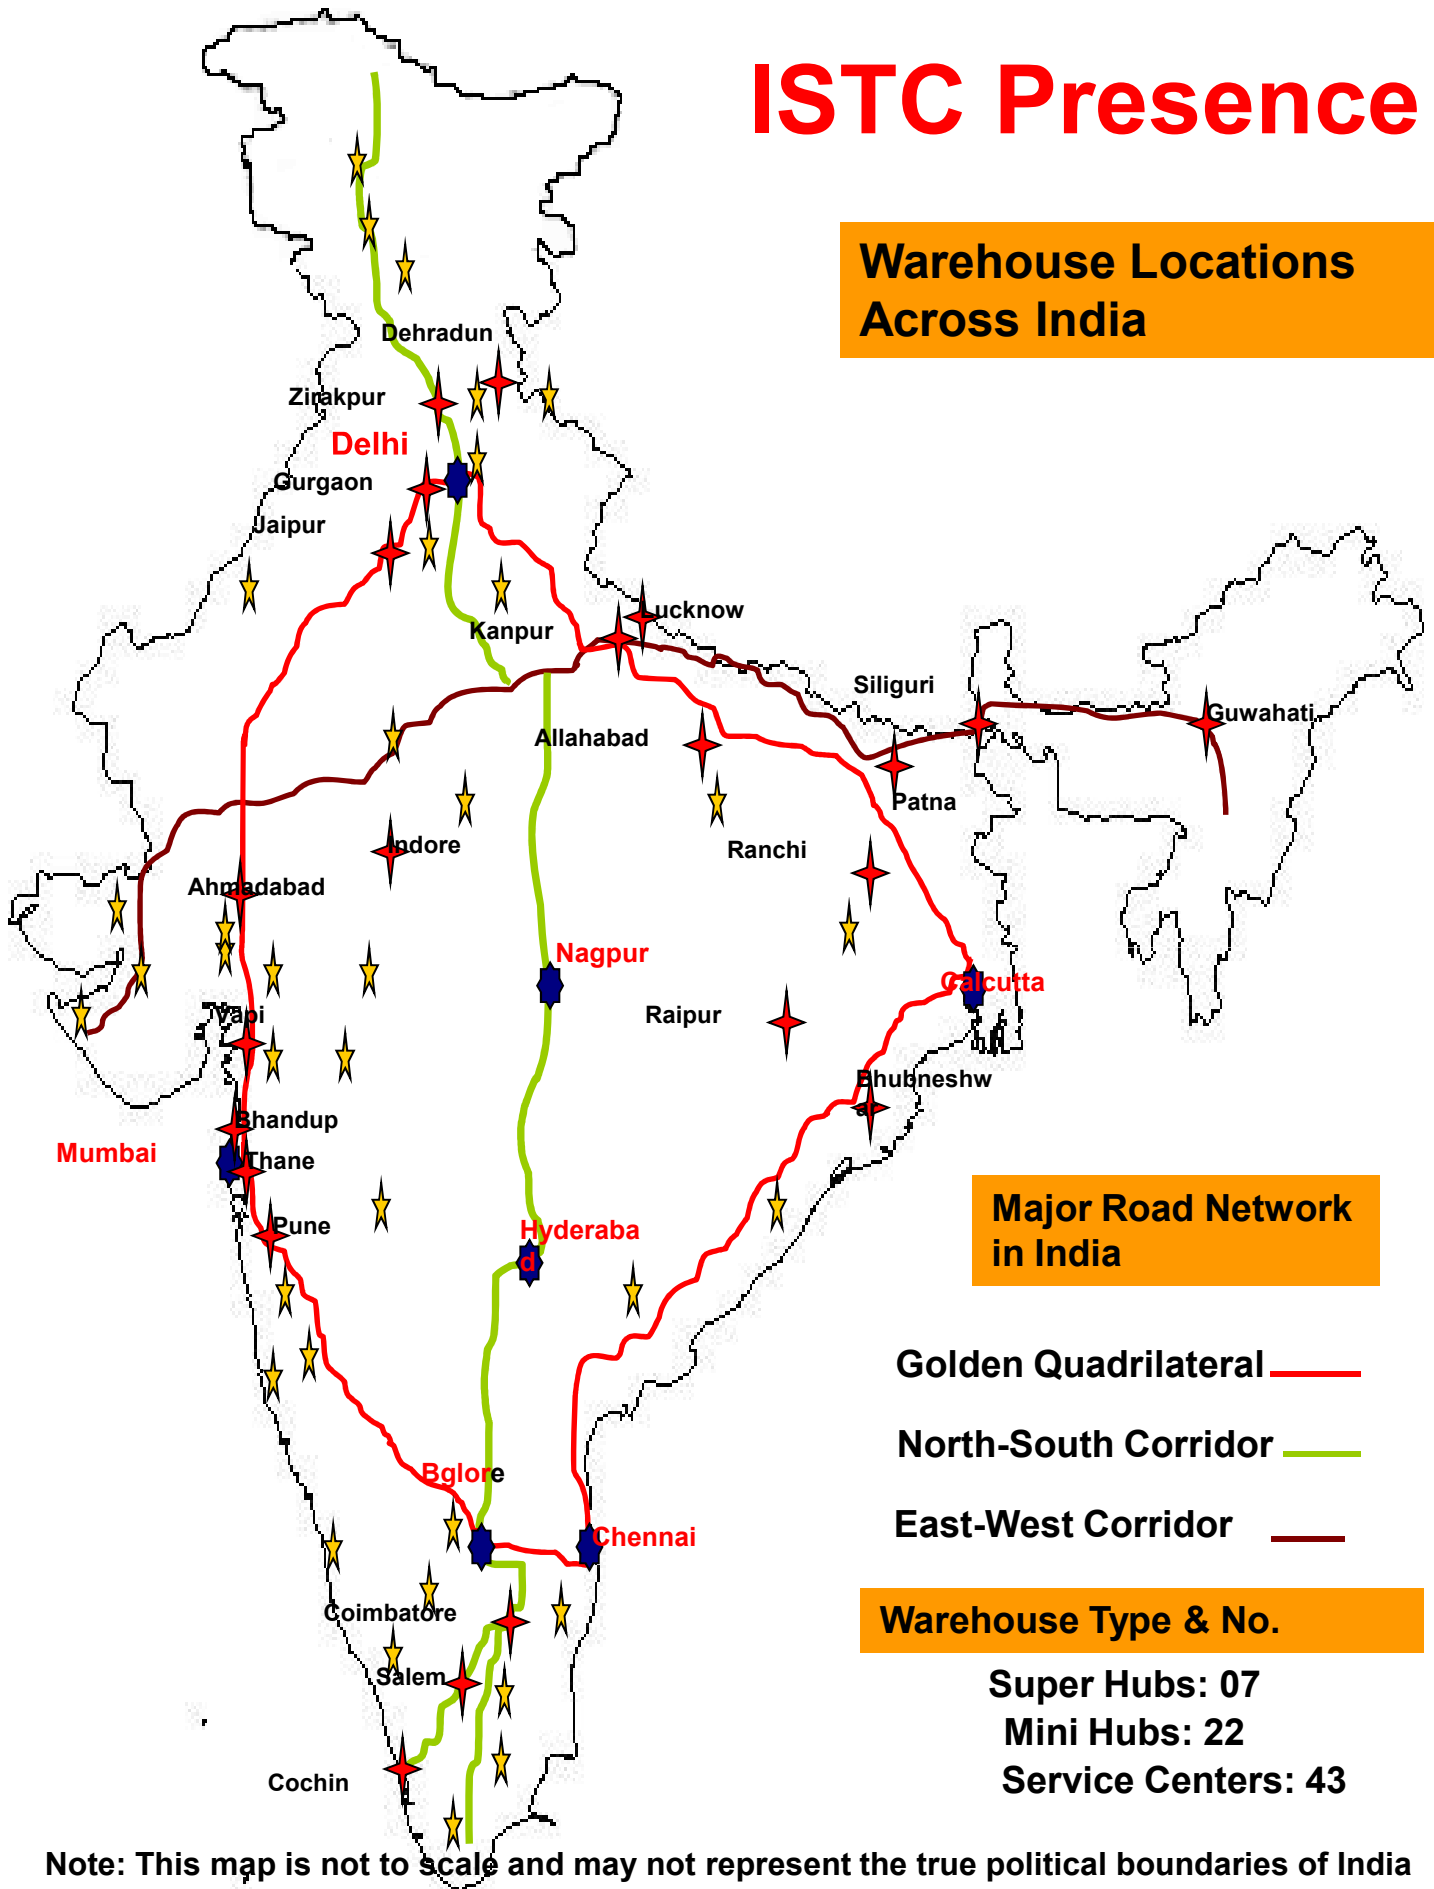 ISTC Presence
Warehouse Locations
Across India
Dehradun
Zirakpur
Delhi
Gurgaon
Jaipur
Lucknow
Kanpur
Siliguri
Guwahati
Allahabad
Patna
Indore
Ranchi
Ahmadabad
Nagpur
Calcutta
Vapi
Raipur
Bhubneshw
ar
Bhandup
Mumbai
Thane
Pune
Hyderaba
d
Major Road Network
in India
Golden Quadrilateral
North-South Corridor
Bglore
East-West Corridor
Chennai
Coimbatore
Warehouse Type & No.
Salem
Super Hubs: 07
Mini Hubs: 22
Service Centers: 43
Cochin
Note: This map is not to scale and may not represent the true political boundaries of India